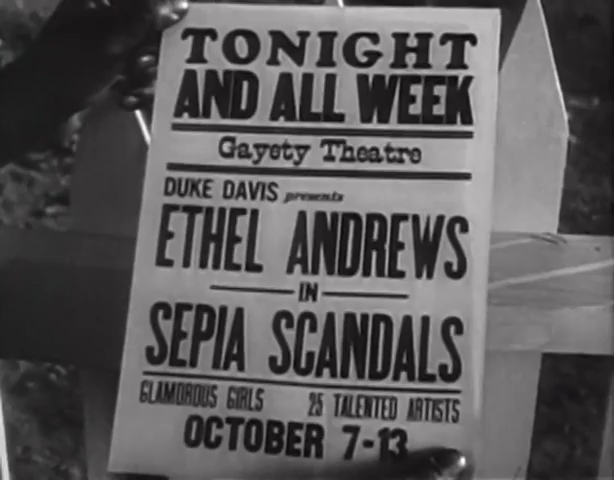 TONIGHT
AND ALL WEEK
Gayety Theatre
DUKE DAVIS presents
ETHEL ANDREWS
IN
SEPIA SCANDALS
GLAMOROUS GIRLS 25 TALENTED ARTISTS
OCTOBER 7-13